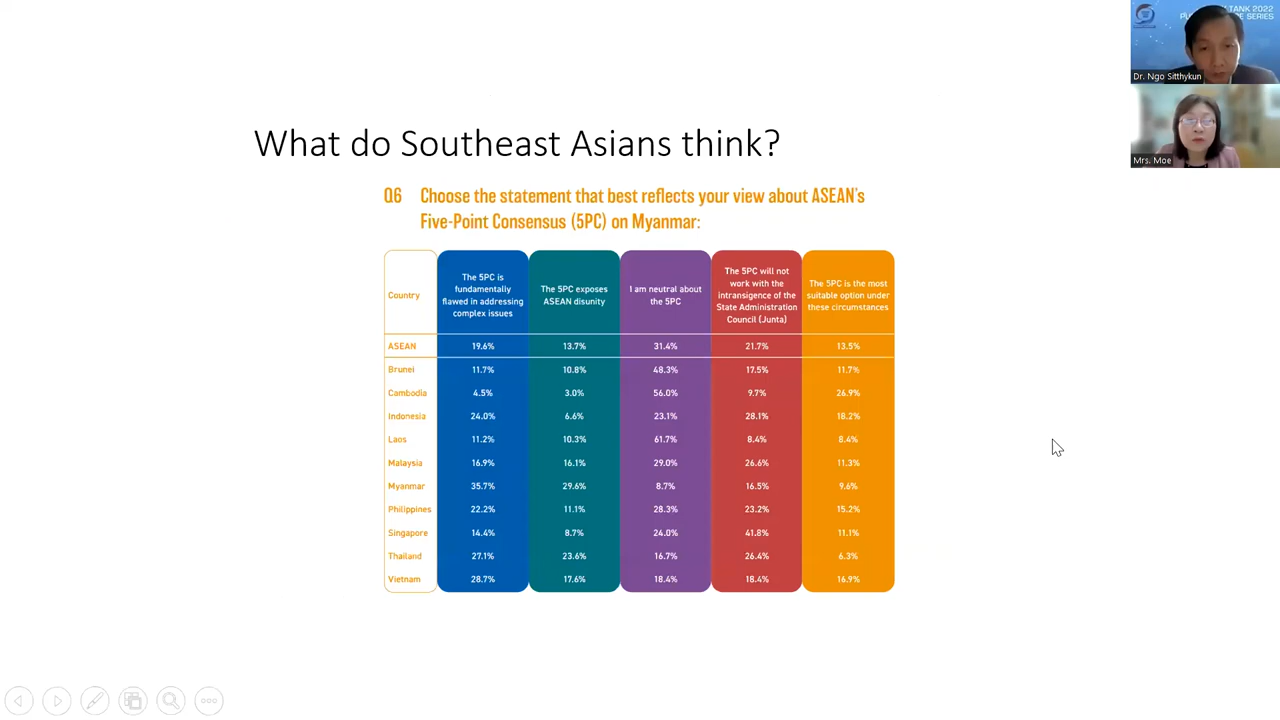 TANK 2022
SERIES
Dr. Ngo Sitthykun
Mrs. Moe
What do Southeast Asians think?
Q6 Choose the statement that best reflects your view about ASEAN's
Five-Point Consensus (5PC) on Myanmar:
Country
The 5PC is
fundamentally
flawed in addressing
complex issues
The 5PC exposes
ASEAN disunity
I am neutral about
the 5PC
The 5PC will not
work with the
intransigence of the
State Administration
Council (Junta)
The 5PC is the most
suitable option under
these circumstances
ASEAN 19.6% 13.7% 31.4% 21.7% 13.5%
Brunei 11.7% 10.8% 48.3% 17.5% 11.7%
Cambodia 4.5% 3.0% 56.0% 9.7% 26.9%
Indonesia 24.0% 6.6% 23.1% 28.1% 18.2%
Laos 11.2% 10.3% 61.7% 8.4% 8.4%
Malaysia 16.9% 16.1% 29.0% 26.6% 11.3%
Myanmar 35.7% 29.6% 8.7% 16.5% 9.6%
Philippines 22.2% 11.1% 28.3% 23.2% 15.2%
Singapore 14.4% 8.7% 24.0% 41.8% 11.1%
Thailand 27.1% 23.6% 16.7% 26.4% 6.3%
Vietnam 28.7% 17.6% 18.4% 18.4% 16.9%